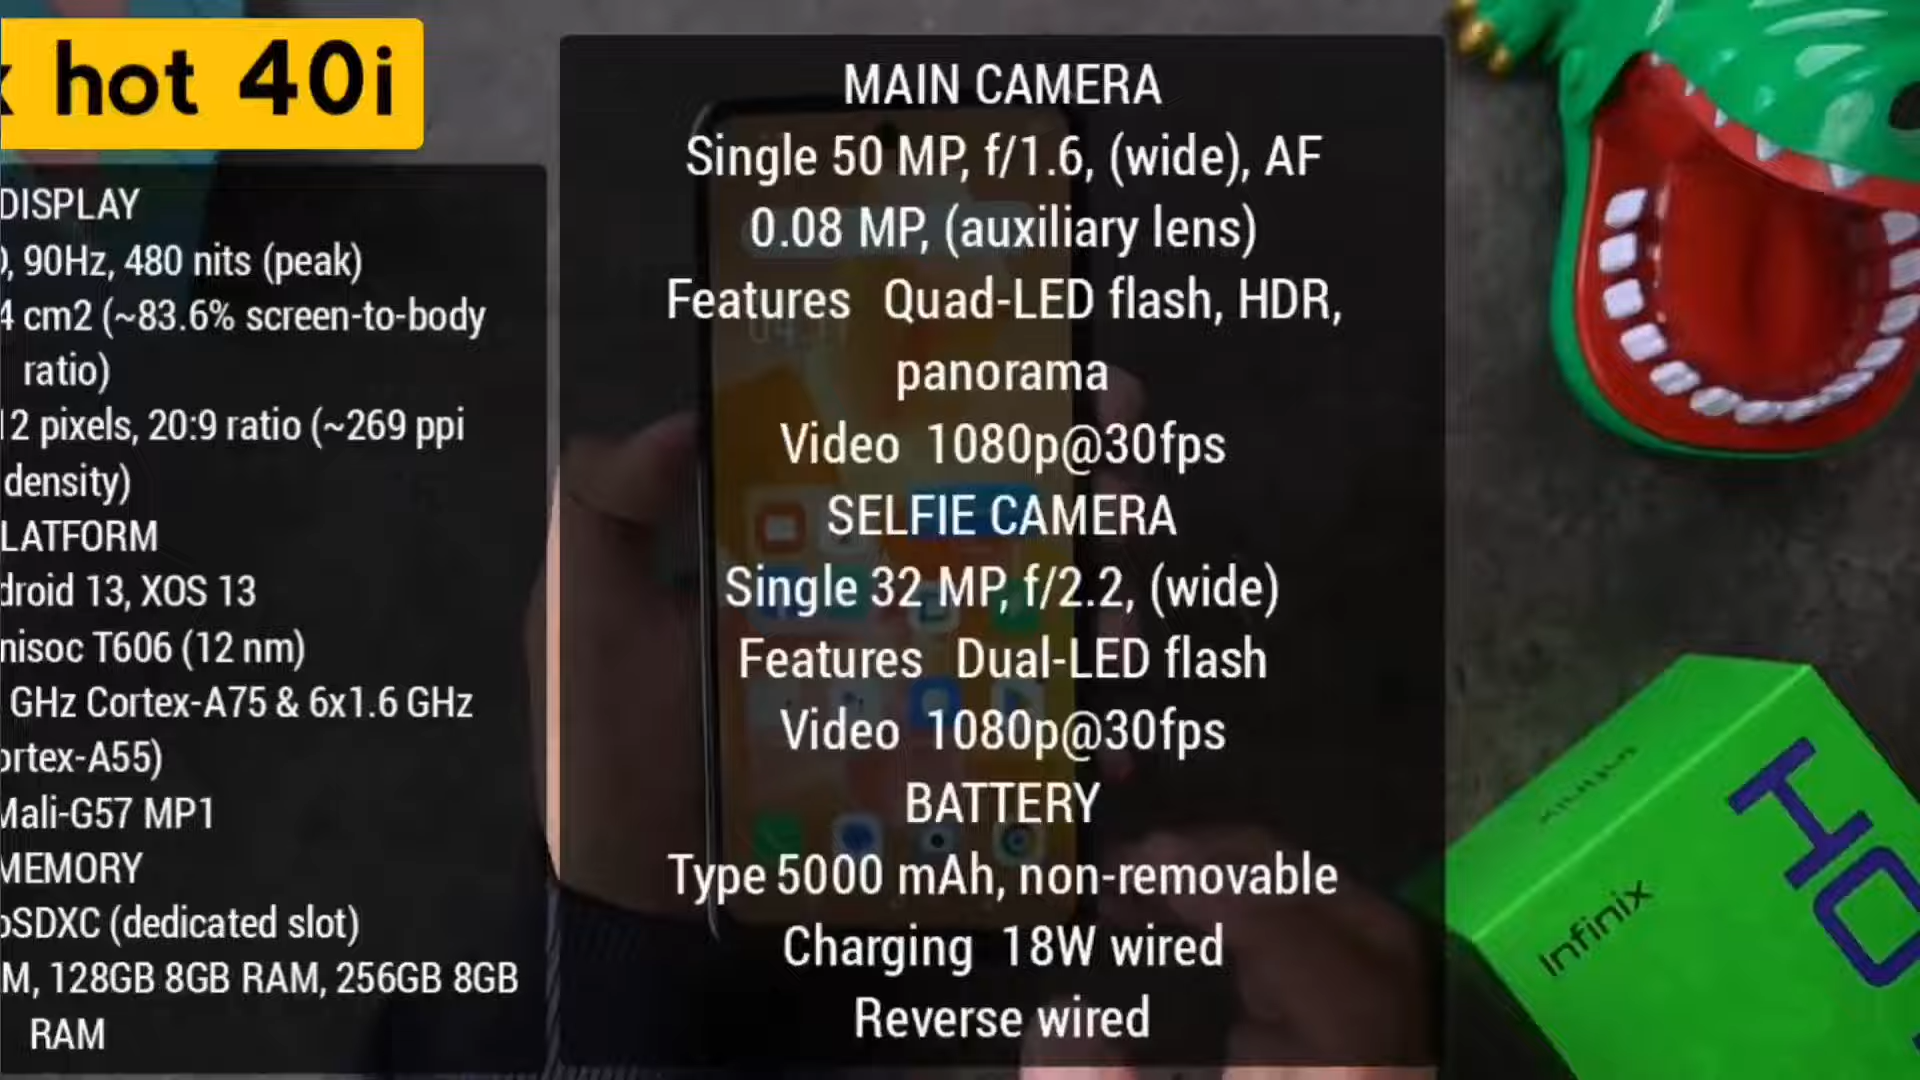 hot 40i
DISPLAY
, 90Hz, 480 nits (peak)
4 cm2 (~83.6% screen-to-body
ratio)
12 pixels, 20:9 ratio (~269 ppi
density)
LATFORM
droid 13, XOS 13
nisoc T606 (12 nm)
GHz Cortex-A75 & 6x1.6 GHz
ortex-A55)
Mali-G57 MP1
MEMORY
oSDXC (dedicated slot)
M, 128GB 8GB RAM, 256GB 8GB
RAM
MAIN CAMERA
Single 50 MP, f/1.6, (wide), AF
0.08 MP, (auxiliary lens)
Features Quad-LED flash, HDR,
panorama
Video 1080p@30fps
SELFIE CAMERA
Single 32 MP, f/2.2, (wide)
Features Dual-LED flash
Video 1080p@30fps
BATTERY
Type 5000 mAh, non-removable
Charging 18W wired
Reverse wired
Infinix
Infinix
HO